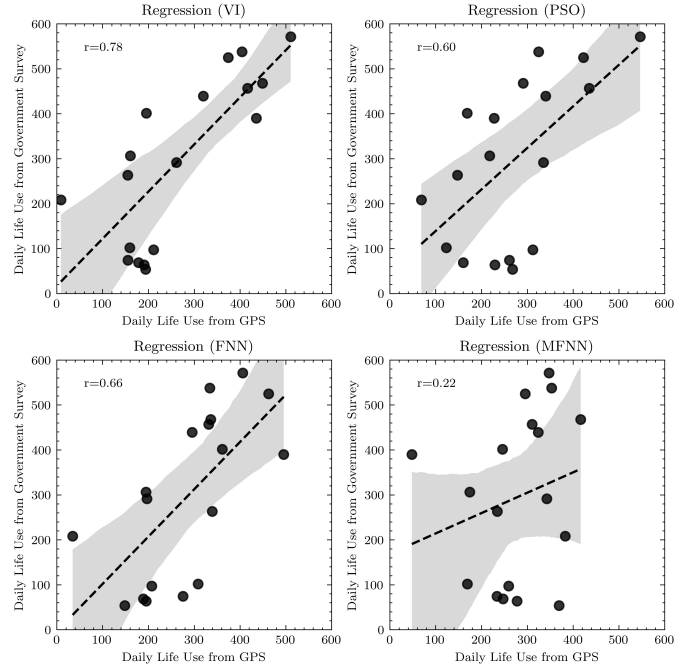 Regression (VI)
600
500
400
300
200
100
0
Daily Life Use from Government Survey
r=0.78
0 100 200 300 400 500 600
Daily Life Use from GPS
Regression (PSO)
600
500
400
300
200
100
0
Daily Life Use from Government Survey
r=0.60
0 100 200 300 400 500 600
Daily Life Use from GPS
Regression (FNN)
600
500
400
300
200
100
0
Daily Life Use from Government Survey
r=0.66
0 100 200 300 400 500 600
Daily Life Use from GPS
Regression (MFNN)
600
500
400
300
200
100
0
Daily Life Use from Government Survey
r=0.22
0 100 200 300 400 500 600
Daily Life Use from GPS